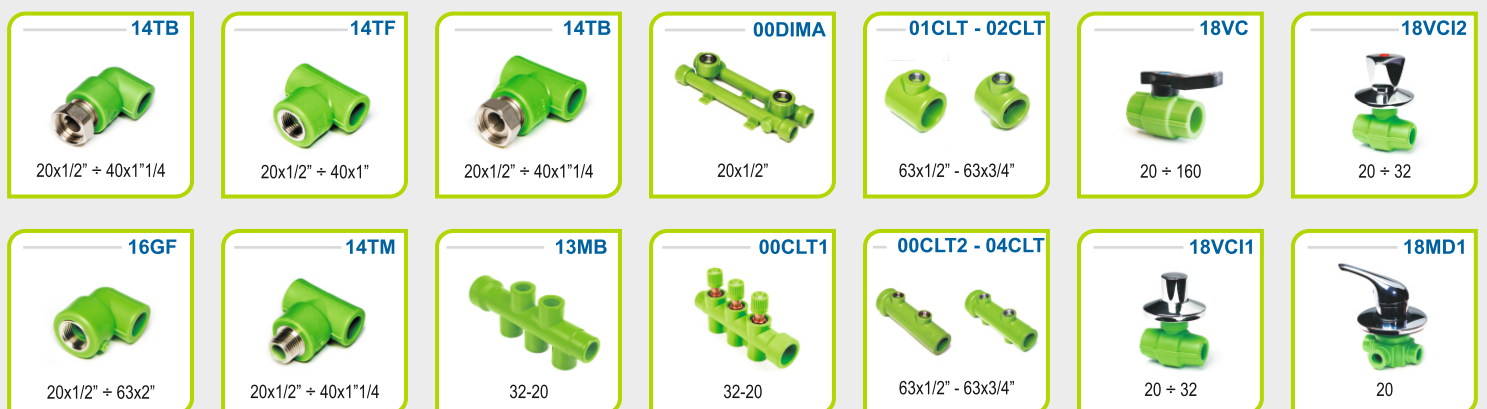 14TB
20x1/2” ÷ 40x1”1/4
14TF
20x1/2” ÷ 40x1”
14TB
20x1/2” ÷ 40x1”1/4
00DIMA
20x1/2”
01CLT - 02CLT
63x1/2” - 63x3/4”
18VC
20 ÷ 160
18VCI2
20 ÷ 32
16GF
20x1/2” ÷ 63x2”
14TM
20x1/2” ÷ 40x1”1/4
13MB
32-20
00CLT1
32-20
00CLT2 - 04CLT
63x1/2” - 63x3/4”
18VCI1
20 ÷ 32
18MD1
20